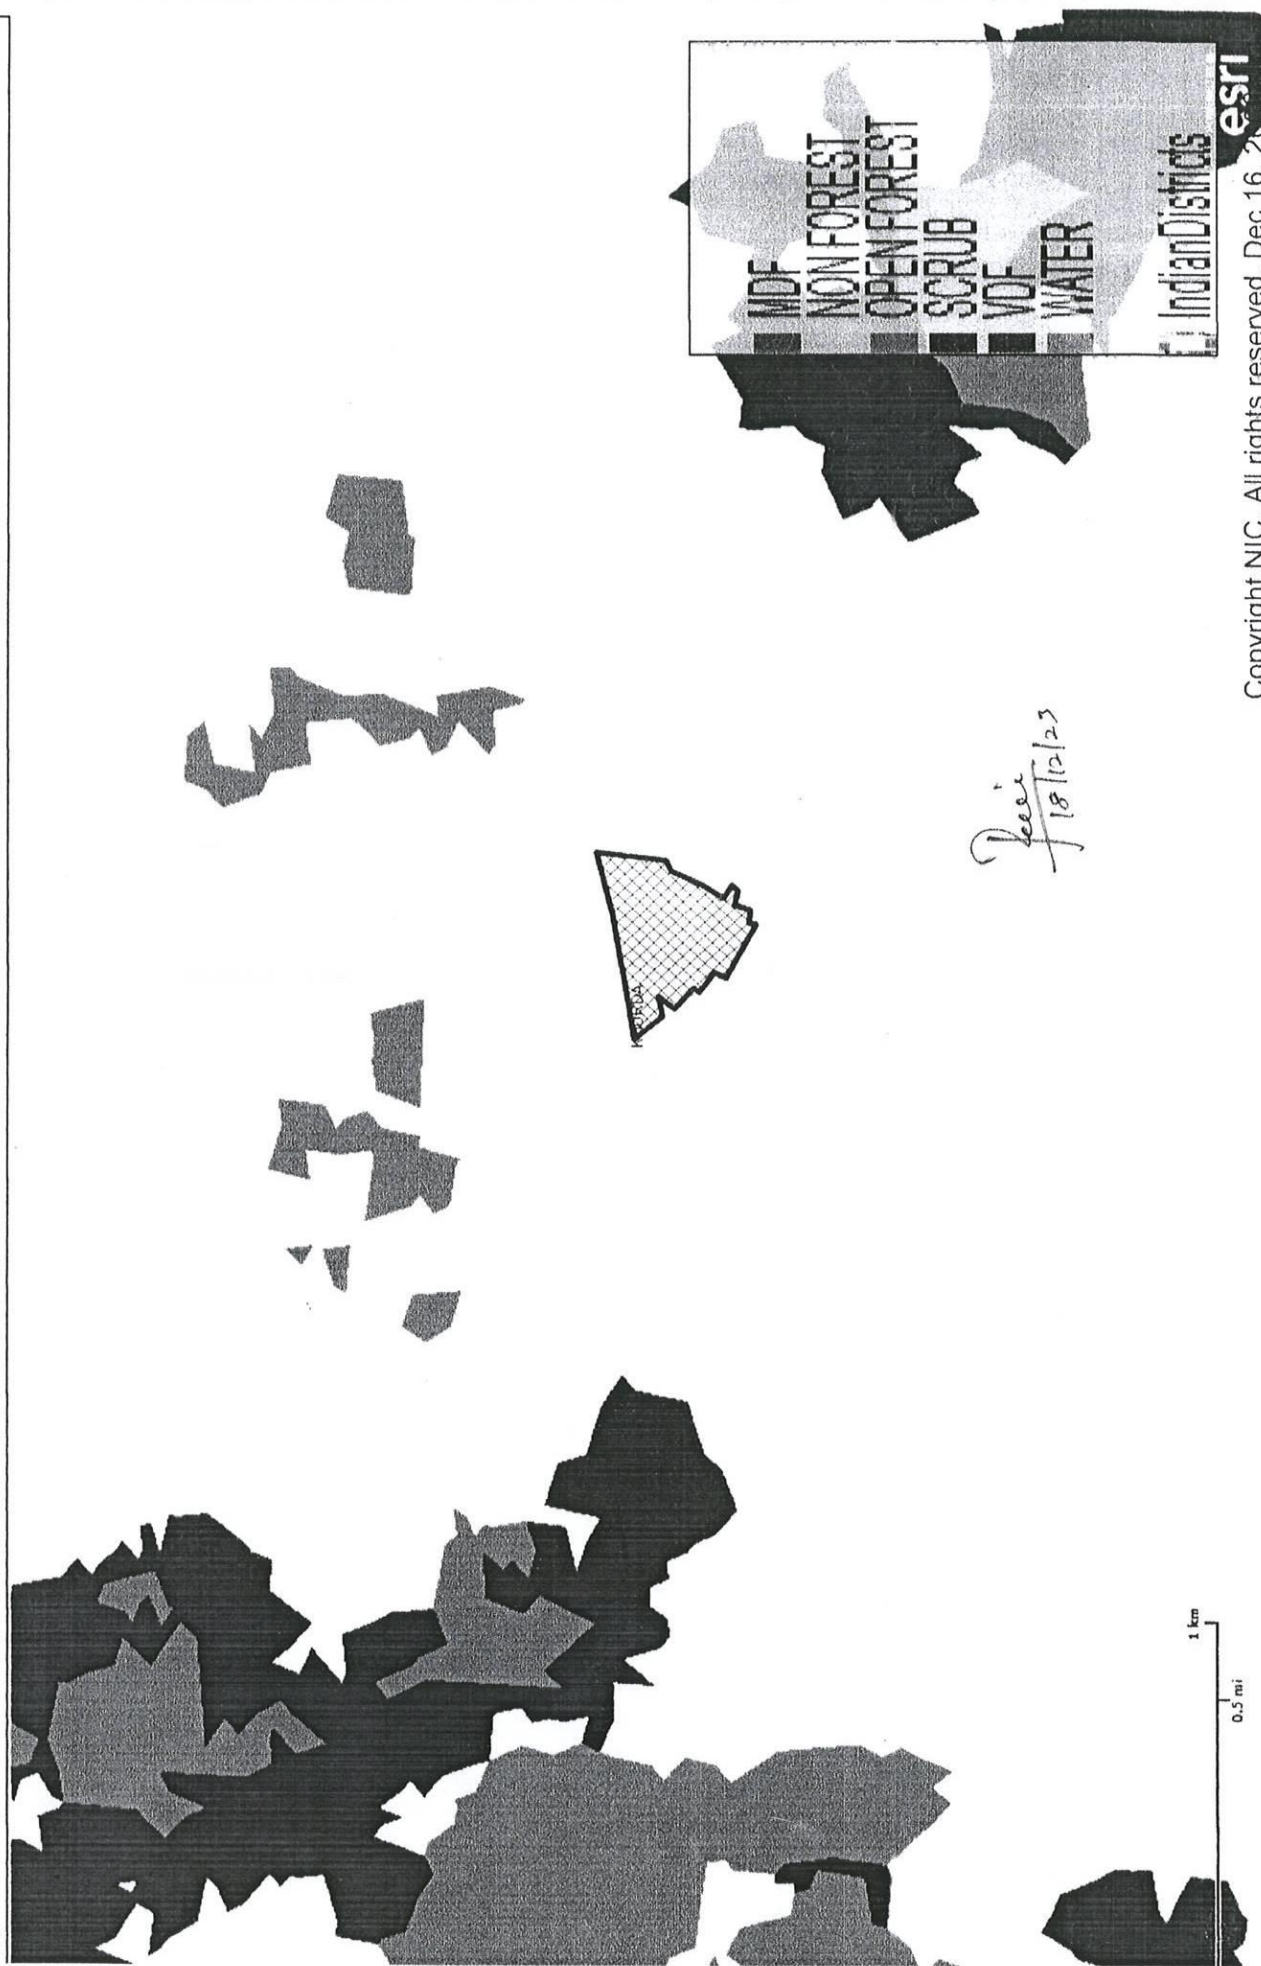 MDF
NON FOREST
OPEN FOREST
SCRUB
VDF
WATER
IndianDistricts
esri
18/12/23
1 km
0.5 mi
Copyright NIC. All rights reserved. Dec 16,